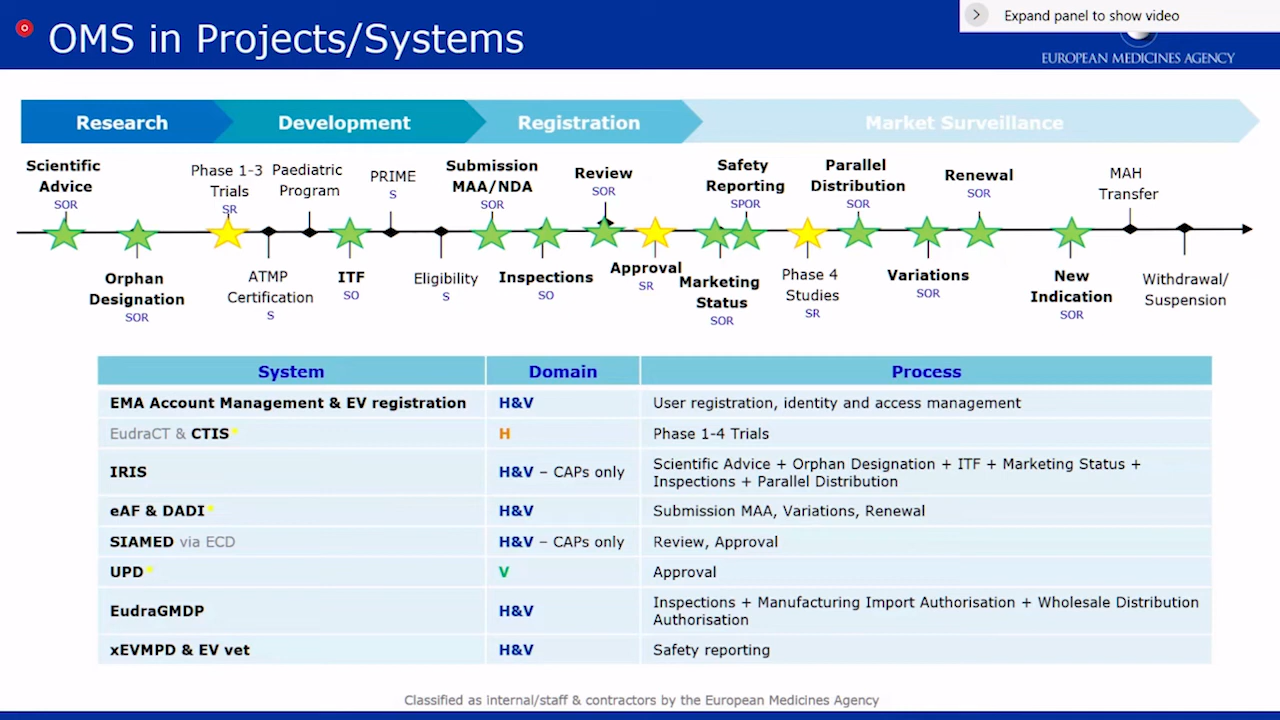 OMS in Projects/Systems
Expand panel to show video
EUROPEAN MEDICINES AGENCY
Research
Development
Registration
Market Surveillance
Scientific
Advice
SOR
Phase 1-3
Trials
SR
Paediatric
Program
PRIME
S
Submission
MAA/NDA
SOR
Review
SOR
Safety
Reporting
SPOR
Parallel
Distribution
SOR
Renewal
SOR
MAH
Transfer
Orphan
Designation
SOR
ATMP
Certification
S
ITF
SO
Eligibility
S
Inspections
SO
Approval
SR
Marketing
Status
SOR
Phase 4
Studies
SR
Variations
SOR
New
Indication
SOR
Withdrawal/
Suspension
System Domain Process
EMA Account Management & EV registration H&V User registration, identity and access management
EudraCT & CTIS* H Phase 1-4 Trials
IRIS H&V – CAPs only Scientific Advice + Orphan Designation + ITF + Marketing Status +
Inspections + Parallel Distribution
eAF & DADI* H&V Submission MAA, Variations, Renewal
SIAMED via ECD H&V – CAPs only Review, Approval
UPD* V Approval
EudraGMDP H&V Inspections + Manufacturing Import Authorisation + Wholesale Distribution
Authorisation
xEVMPD & EV vet H&V Safety reporting
Classified as internal/staff & contractors by the European Medicines Agency